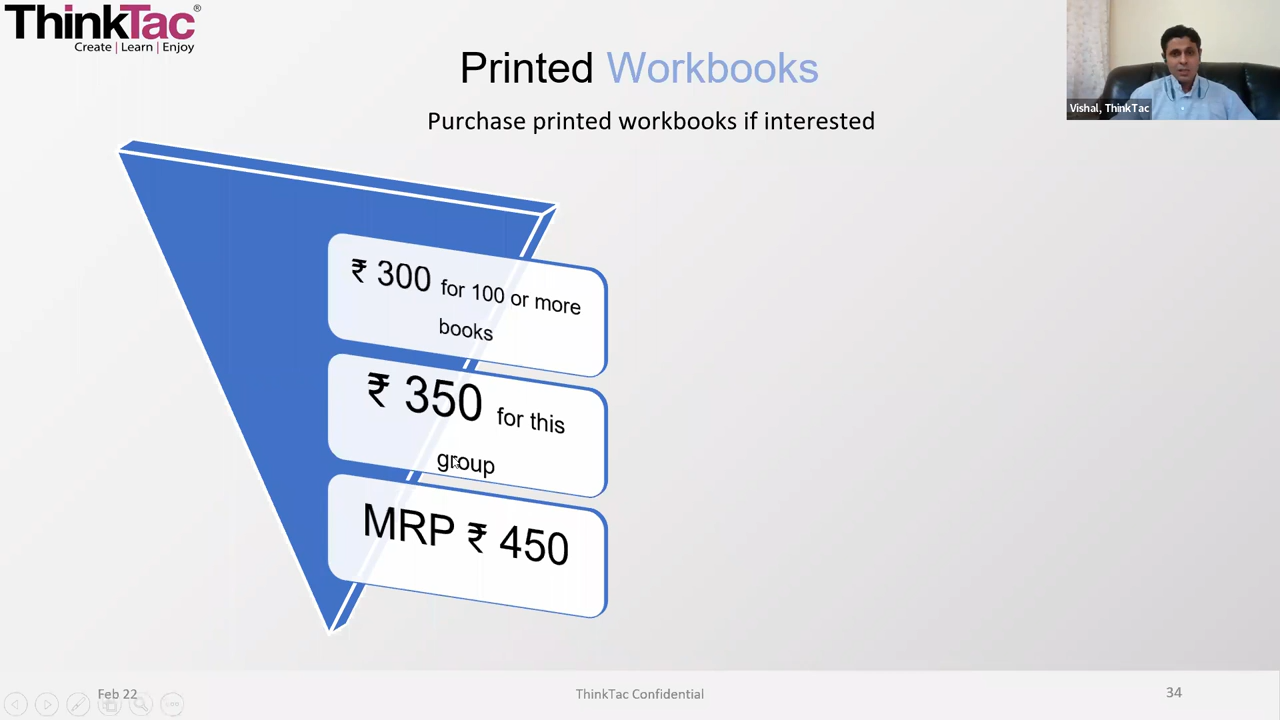 ThinkTac®
Create | Learn | Enjoy
Printed Workbooks
Purchase printed workbooks if interested
Vishal, ThinkTac
₹ 300 for 100 or more
books
₹ 350 for this
group
MRP ₹ 450
Feb 22
ThinkTac Confidential
34